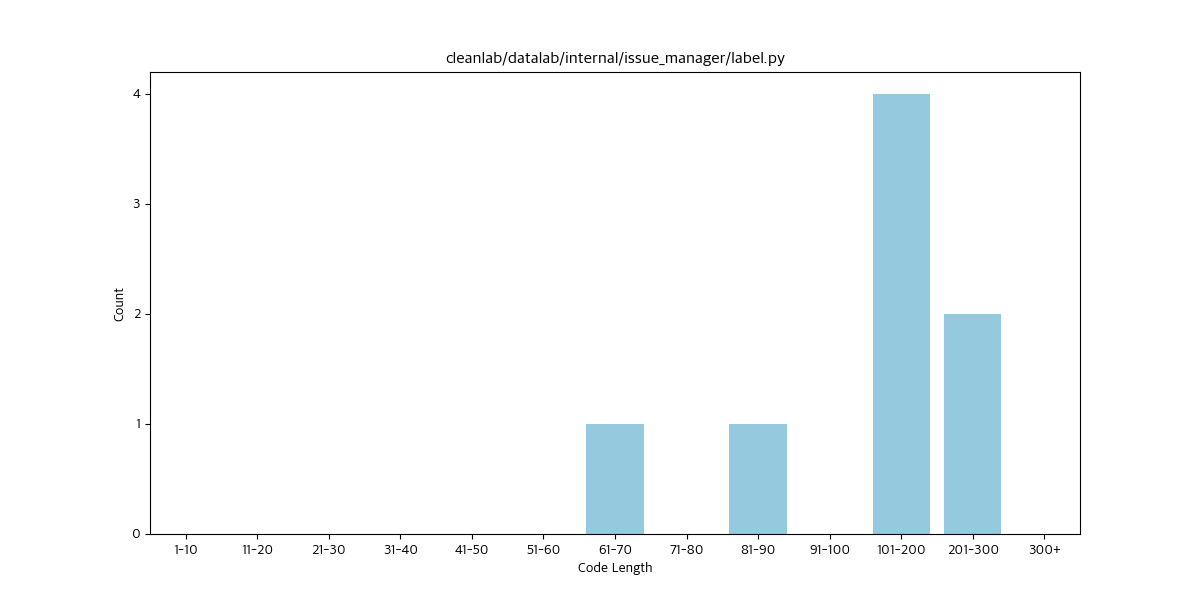 cleanlab/datalab/internal/issue_manager/label.py
Count
4
3
2
1
0
1-10 11-20 21-30 31-40 41-50 51-60 61-70 71-80 81-90 91-100 101-200 201-300 300+
Code Length